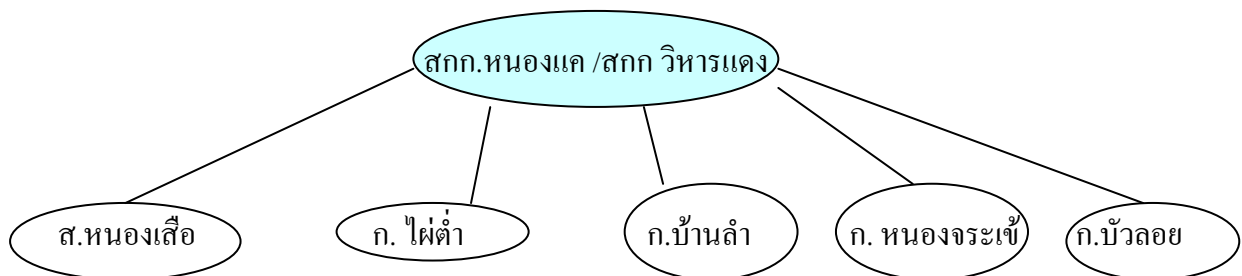 สกก.หนองแค /สกก วิหารแดง
ส.หนองเสือ
ก. ไผ่ต่ำ
ก.บ้านลำ
ก. หนองจระเข้
ก.บัวลอย